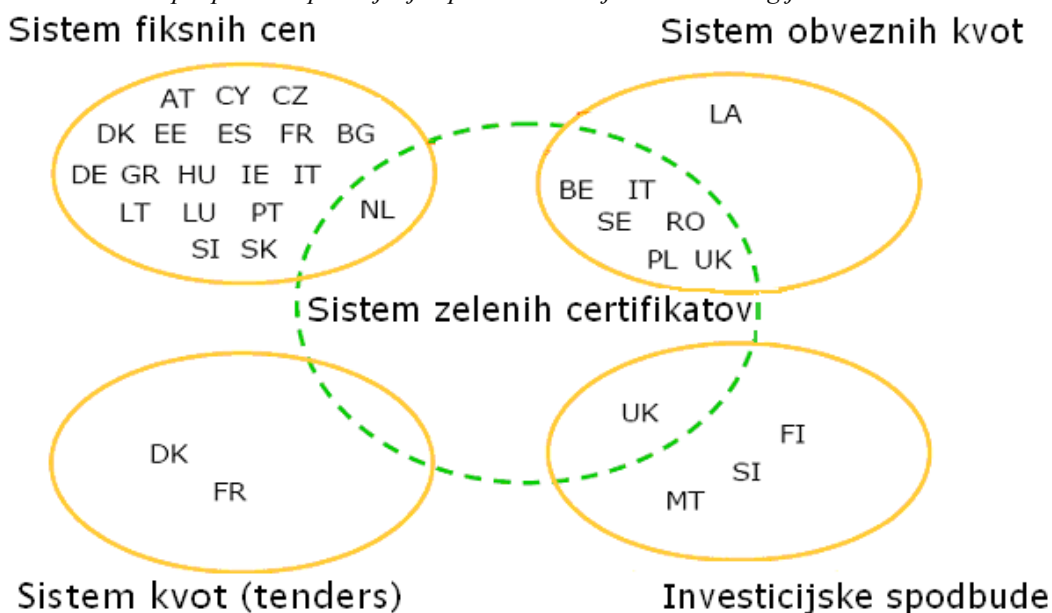 Sistem fiksnih cen
Sistem obveznih kvot
AT CY CZ
DK EE ES FR BG
DE GR HU IE IT
LT LU PT NL
SI SK
LA
BE IT
SE RO
PL UK
Sistem zelenih certifikatov
DK
FR
UK
FI
SI
MT
Sistem kvot (tenders)
Investicijske spodbude